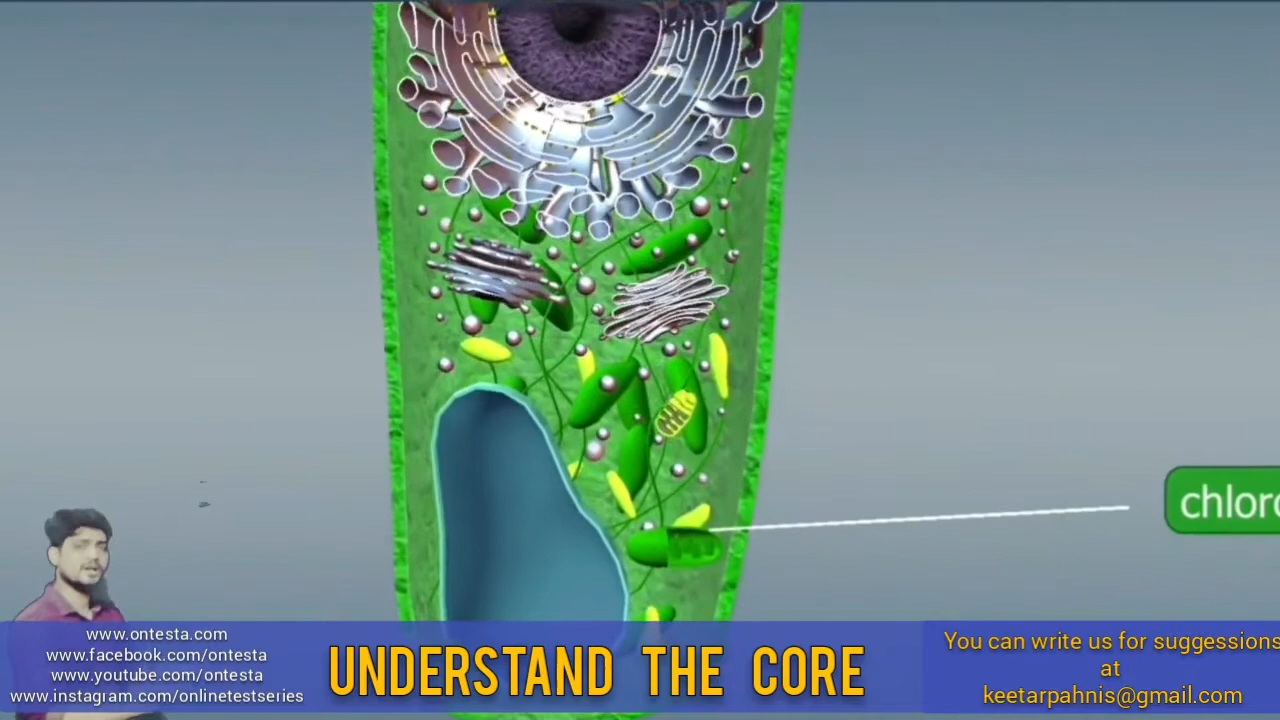 chlorc
www.ontesta.com
www.facebook.com/ontesta
www.youtube.com/ontesta
www.instagram.com/onlinetestseries
UNDERSTAND THE CORE
You can write us for suggestions
at
keetarpahnis@gmail.com